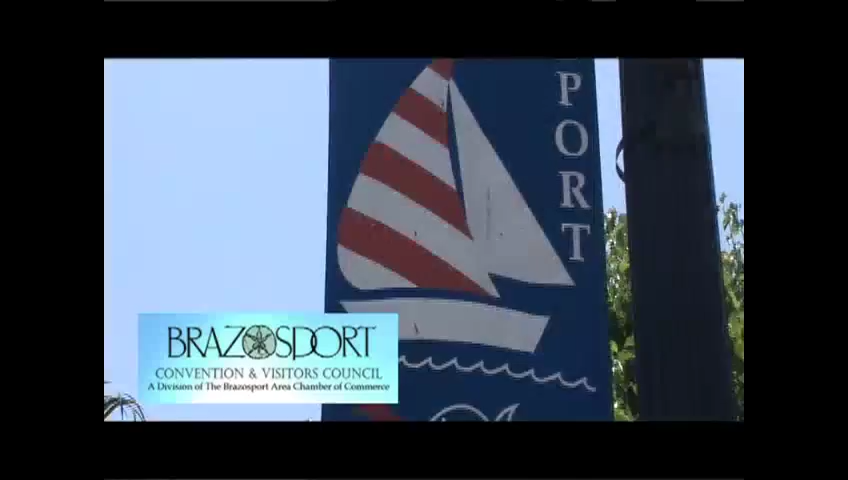 PORT
BRAZOSPORT
CONVENTION & VISITORS COUNCIL
A Division of The Brazosport Area Chamber of Commerce